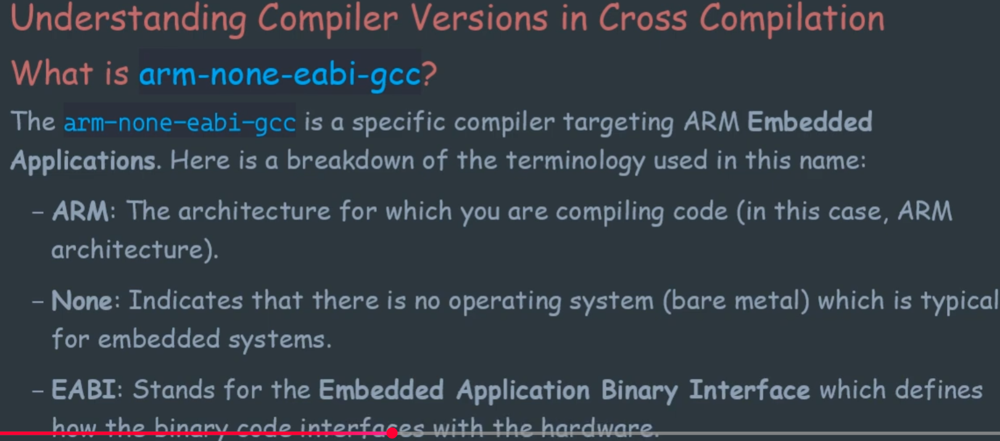 Understanding Compiler Versions in Cross Compilation
What is arm-none-eabi-gcc?
The arm-none-eabi-gcc is a specific compiler targeting ARM Embedded
Applications. Here is a breakdown of the terminology used in this name:
– ARM: The architecture for which you are compiling code (in this case, ARM
architecture).
– None: Indicates that there is no operating system (bare metal) which is typical
for embedded systems.
– EABI: Stands for the Embedded Application Binary Interface which defines
how the binary code interfaces with the hardware.